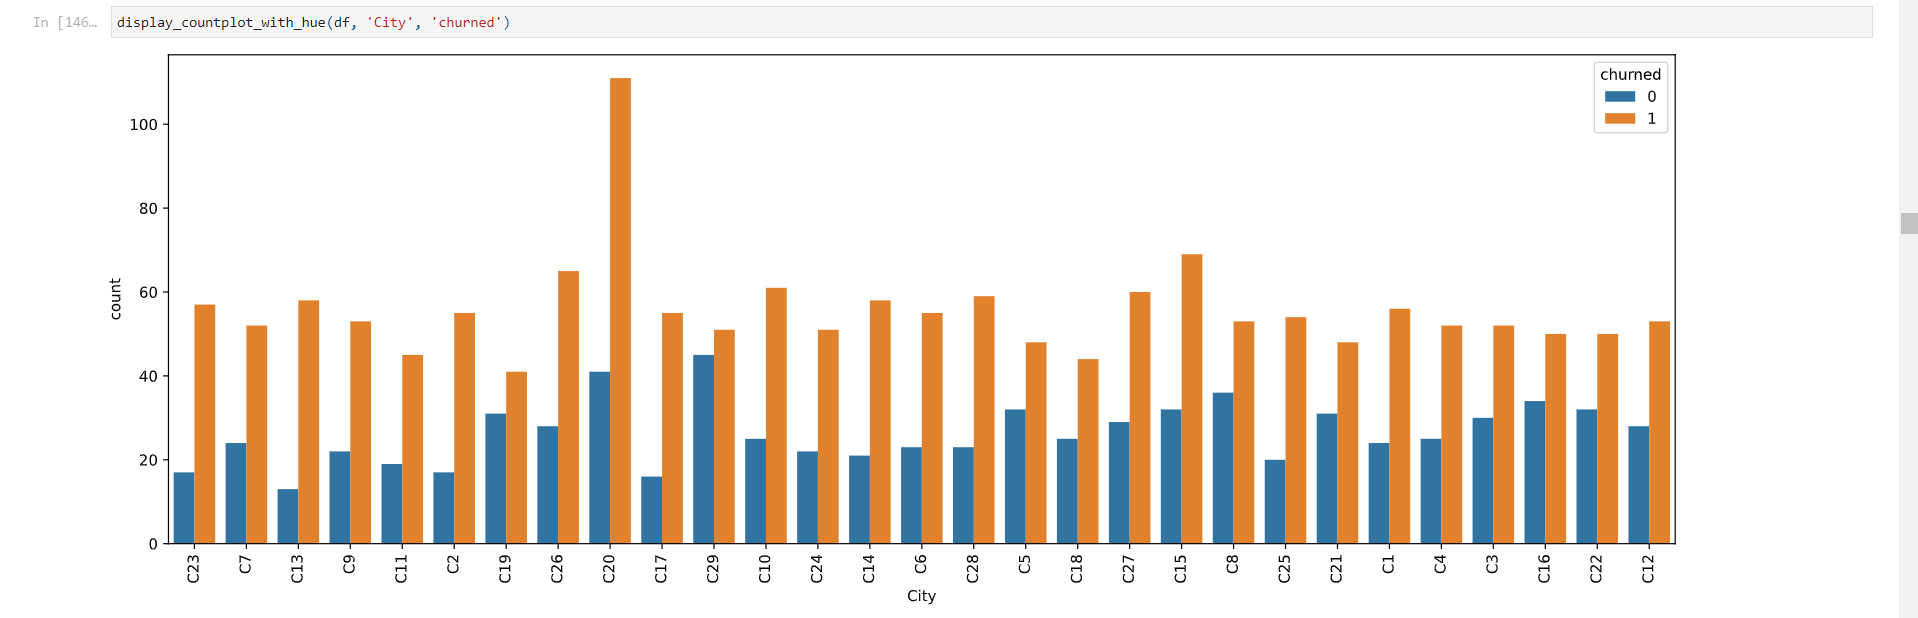 In [146…
display_countplot_with_hue(df, 'City', 'churned')
churned
0
1
100
80
60
40
20
0
count
C23 C7 C13 C9 C11 C2 C19 C26 C20 C17 C29 C10 C24 C14 C6 C28 C5 C18 C27 C15 C8 C25 C21 C1 C4 C3 C16 C22 C12
City